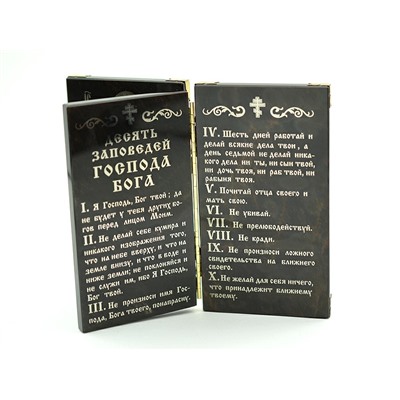 ДЕСЯТЬ
ЗАПОВЕДЕЙ
ГОСПОДА
БОГА
I. Я Господь, Бог твой; да
не будет у тебя других бо-
гов перед лицом Моим.
II. Не делай себе кумира и
никакого изображения того,
что на небе вверху, и что на
земле внизу, и что в воде и
ниже земли; не поклоняйся и
не служи им, ибо Я Господь,
Бог твой.
III. Не произноси имя Гос-
пода, Бога твоего, понапрасну.
IV. Шесть дней работай и
делай всякие дела твои, а
день седьмой не делай ника-
кого дела ни ты, ни сын твой,
ни дочь твоя, ни раб твой, ни
рабыня твоя.
V. Почитай отца своего и
мать свою.
VI. Не убивай.
VII. Не прелюбодействуй.
VIII. Не кради.
IX. Не произноси ложного
свидетельства на ближнего
своего.
X. Не желай для себя ничего,
что принадлежит ближнему
твоему.